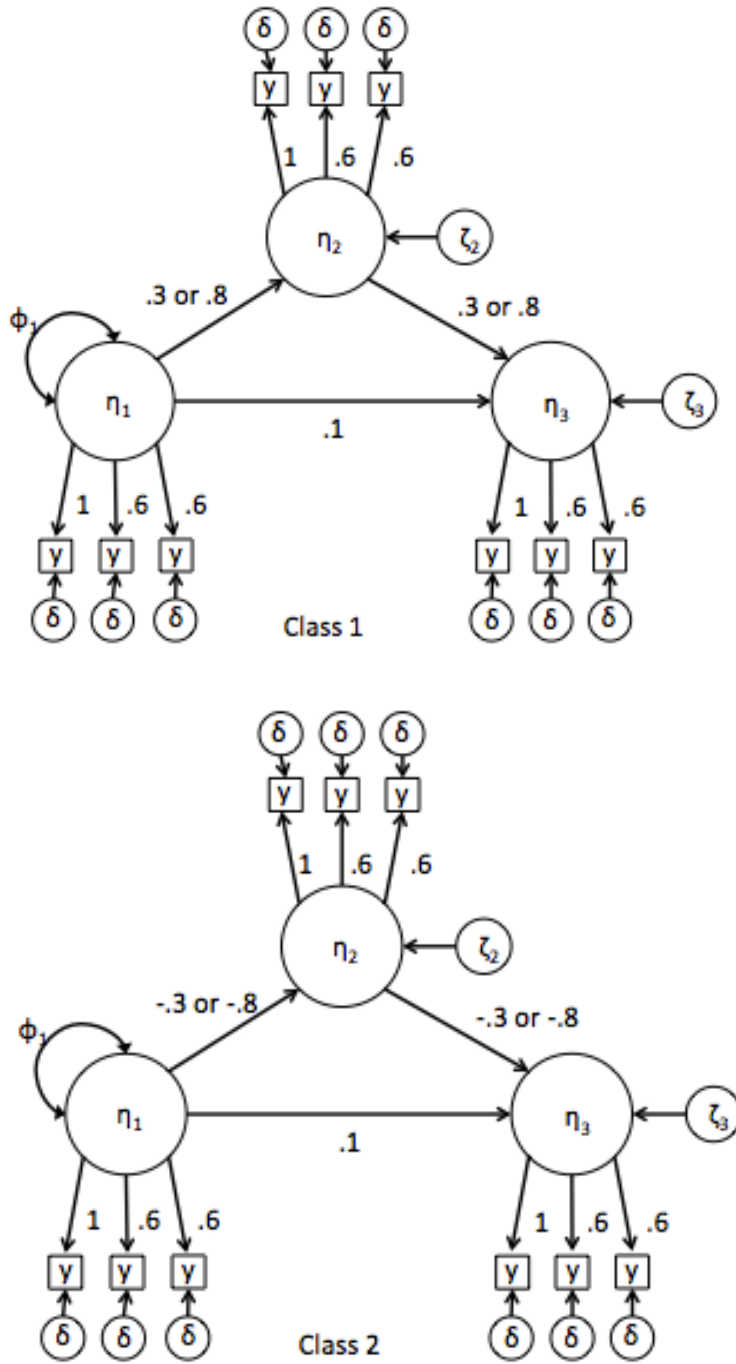 δ δ δ
y y y
1 .6 .6
η₂ ζ₂
.3 or .8 .3 or .8
ϕ₁
η₁ η₃ ζ₃
.1
1 .6 .6 1 .6 .6
y y y y y y
δ δ δ δ δ δ
Class 1
δ δ δ
y y y
1 .6 .6
η₂ ζ₂
-.3 or -.8 -.3 or -.8
ϕ₁
η₁ η₃ ζ₃
.1
1 .6 .6 1 .6 .6
y y y y y y
δ δ δ δ δ δ
Class 2